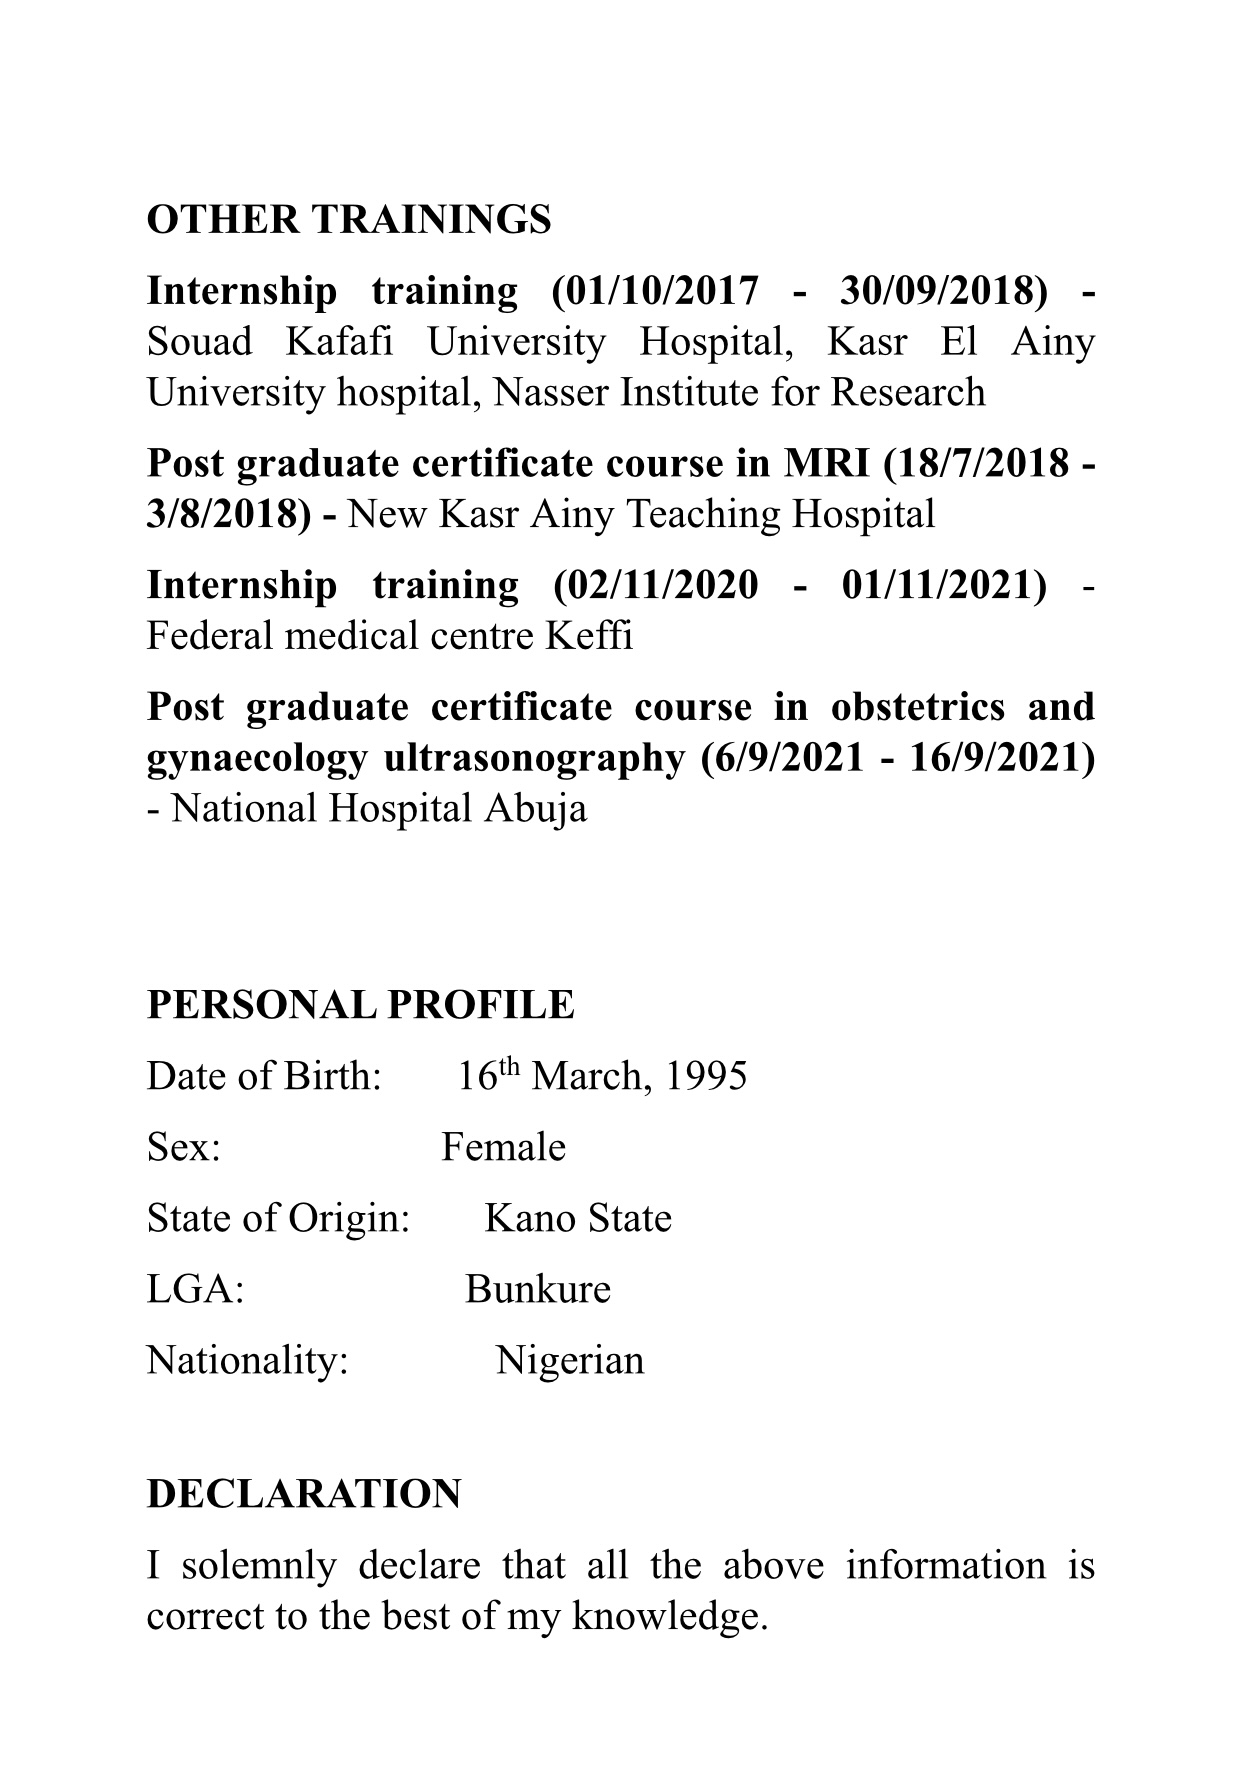 OTHER TRAININGS
Internship training (01/10/2017 - 30/09/2018) -
Souad Kafafi University Hospital, Kasr El Ainy
University hospital, Nasser Institute for Research
Post graduate certificate course in MRI (18/7/2018 -
3/8/2018) - New Kasr Ainy Teaching Hospital
Internship training (02/11/2020 - 01/11/2021) -
Federal medical centre Keffi
Post graduate certificate course in obstetrics and
gynaecology ultrasonography (6/9/2021 - 16/9/2021)
- National Hospital Abuja
PERSONAL PROFILE
Date of Birth: 16th March, 1995
Sex: Female
State of Origin: Kano State
LGA: Bunkure
Nationality: Nigerian
DECLARATION
I solemnly declare that all the above information is
correct to the best of my knowledge.